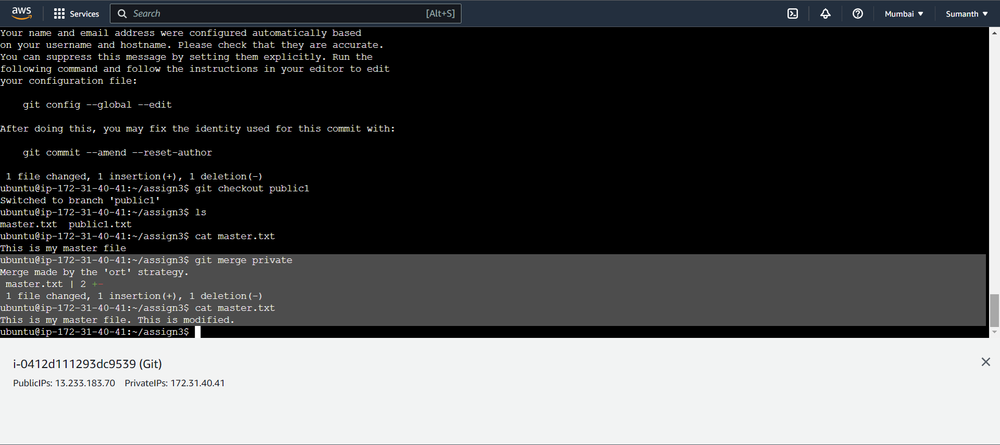 aws Services Search [Alt+S] Mumbai ▼ Sumanth ▼
Your name and email address were configured automatically based
on your username and hostname. Please check that they are accurate.
You can suppress this message by setting them explicitly. Run the
following command and follow the instructions in your editor to edit
your configuration file:
git config --global --edit
After doing this, you may fix the identity used for this commit with:
git commit --amend --reset-author
1 file changed, 1 insertion(+), 1 deletion(-)
ubuntu@ip-172-31-40-41:~/assign3$ git checkout public1
Switched to branch 'public1'
ubuntu@ip-172-31-40-41:~/assign3$ ls
master.txt  public1.txt
ubuntu@ip-172-31-40-41:~/assign3$ cat master.txt
This is my master file
ubuntu@ip-172-31-40-41:~/assign3$ git merge private
Merge made by the 'ort' strategy.
master.txt | 2 +-
1 file changed, 1 insertion(+), 1 deletion(-)
ubuntu@ip-172-31-40-41:~/assign3$ cat master.txt
This is my master file. This is modified.
ubuntu@ip-172-31-40-41:~/assign3$
i-0412d111293dc9539 (Git)
PublicIPs: 13.233.183.70 PrivateIPs: 172.31.40.41